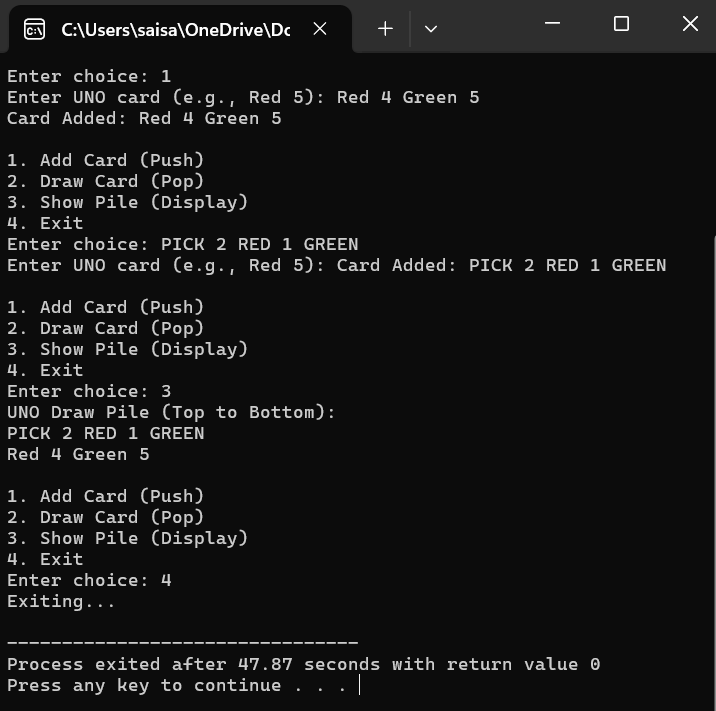 C:\Users\saisa\OneDrive\Dc
Enter choice: 1
Enter UNO card (e.g., Red 5): Red 4 Green 5
Card Added: Red 4 Green 5
1. Add Card (Push)
2. Draw Card (Pop)
3. Show Pile (Display)
4. Exit
Enter choice: PICK 2 RED 1 GREEN
Enter UNO card (e.g., Red 5): Card Added: PICK 2 RED 1 GREEN
1. Add Card (Push)
2. Draw Card (Pop)
3. Show Pile (Display)
4. Exit
Enter choice: 3
UNO Draw Pile (Top to Bottom):
PICK 2 RED 1 GREEN
Red 4 Green 5
1. Add Card (Push)
2. Draw Card (Pop)
3. Show Pile (Display)
4. Exit
Enter choice: 4
Exiting...
--------------------------------
Process exited after 47.87 seconds with return value 0
Press any key to continue . . .